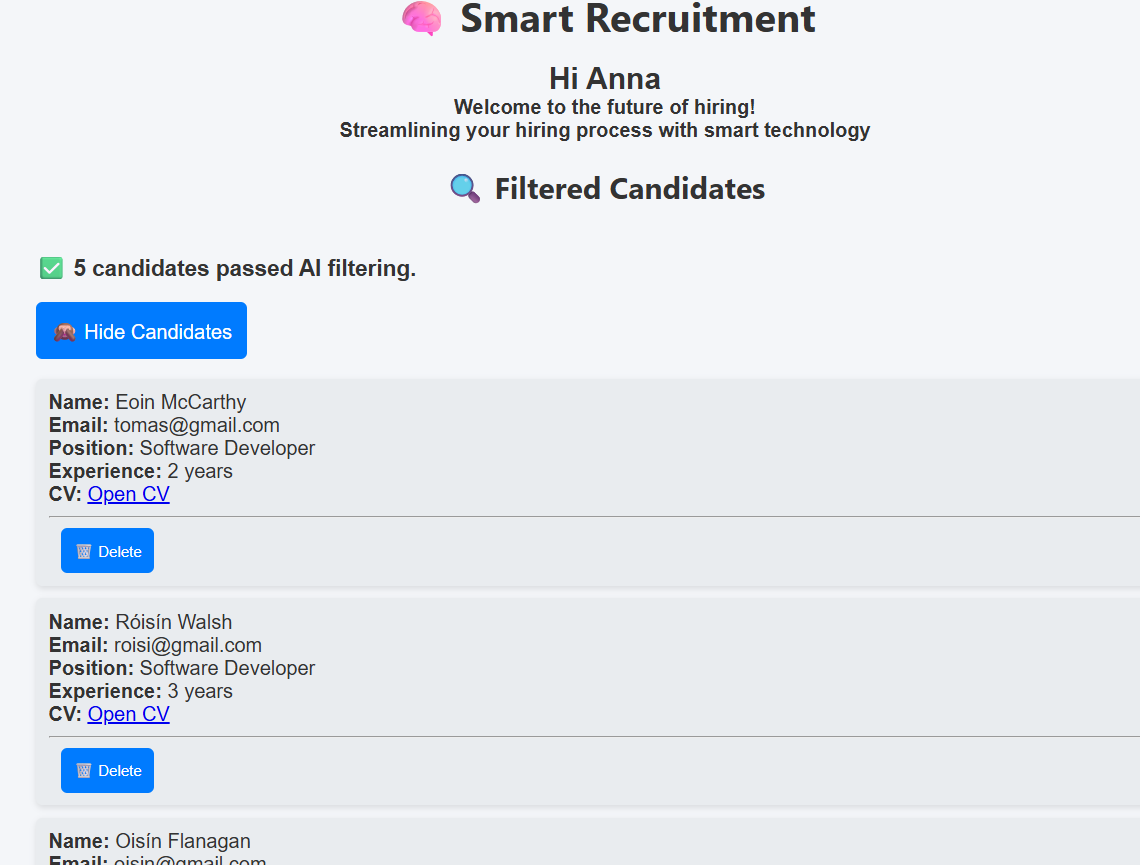 Smart Recruitment
Hi Anna
Welcome to the future of hiring!
Streamlining your hiring process with smart technology
Filtered Candidates
5 candidates passed AI filtering.
Hide Candidates
Name: Eoin McCarthy
Email: tomas@gmail.com
Position: Software Developer
Experience: 2 years
CV: Open CV
Delete
Name: Róisín Walsh
Email: roisi@gmail.com
Position: Software Developer
Experience: 3 years
CV: Open CV
Delete
Name: Oisín Flanagan
Email: oisin@gmail.com